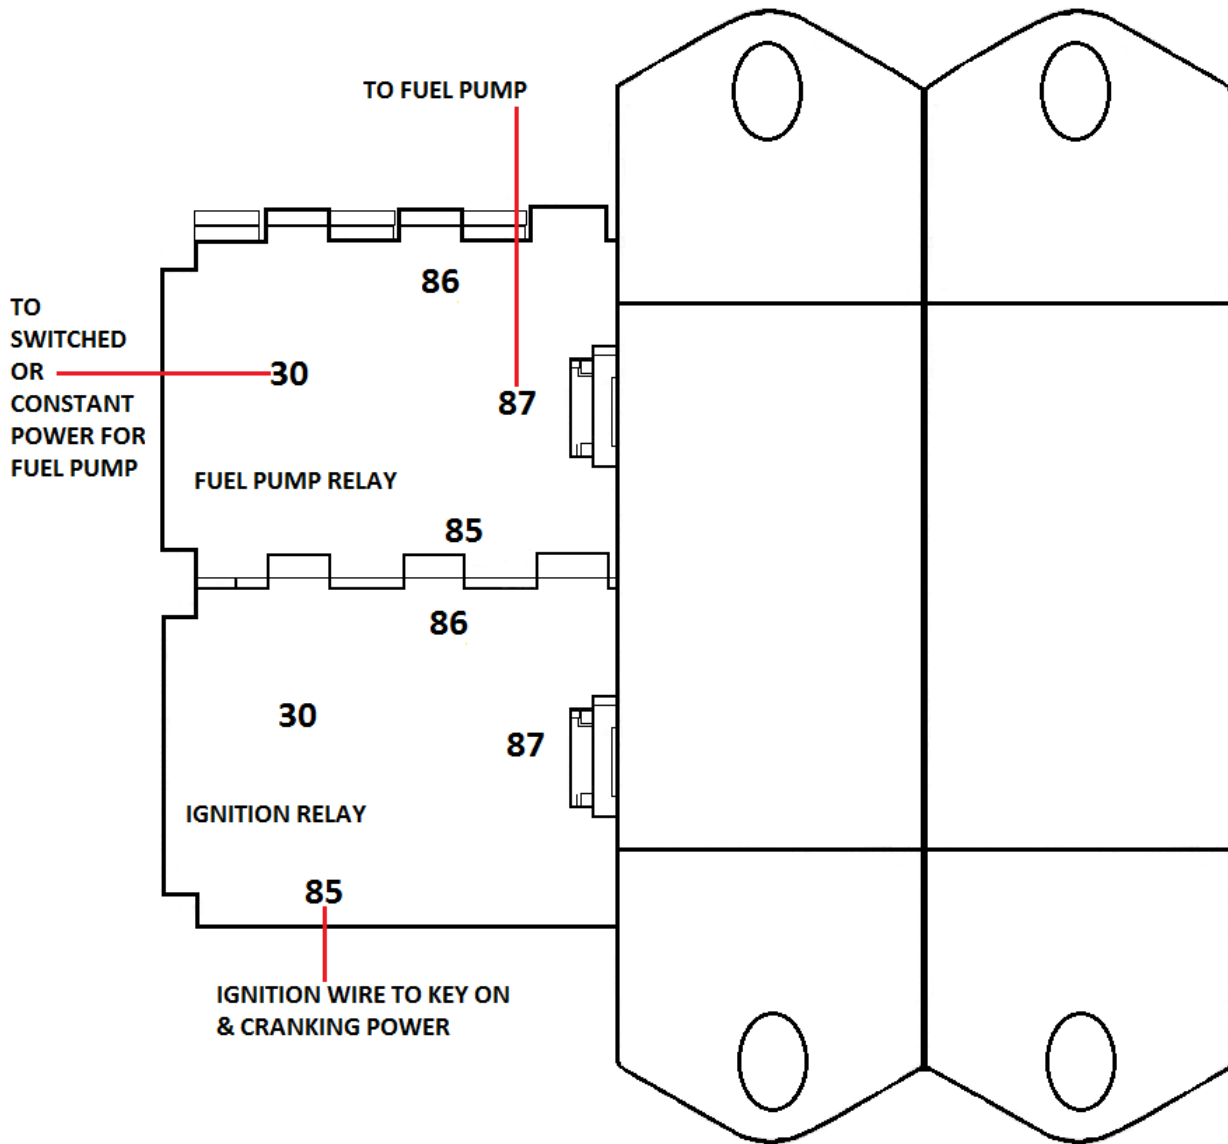 TO FUEL PUMP
86
TO
SWITCHED
OR
CONSTANT
POWER FOR
FUEL PUMP
30
87
FUEL PUMP RELAY
85
86
30
87
IGNITION RELAY
85
IGNITION WIRE TO KEY ON
& CRANKING POWER